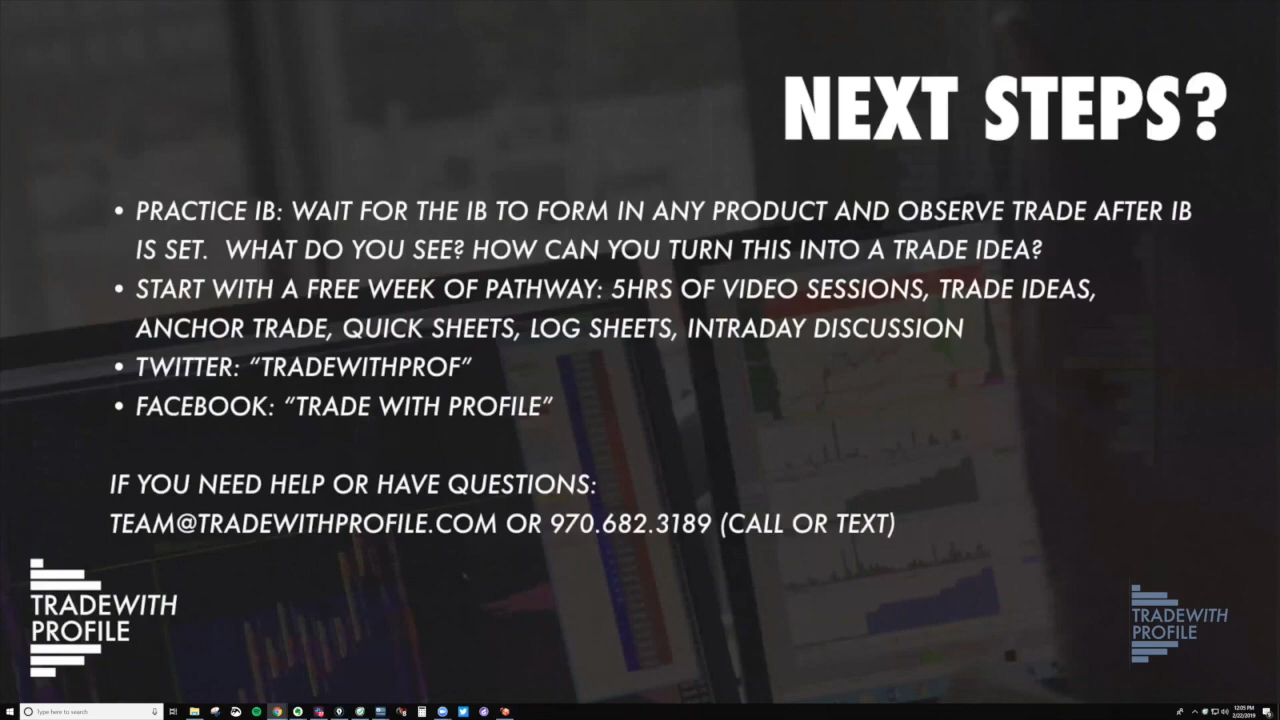 NEXT STEPS?
• PRACTICE IB: WAIT FOR THE IB TO FORM IN ANY PRODUCT AND OBSERVE TRADE AFTER IB
IS SET.  WHAT DO YOU SEE? HOW CAN YOU TURN THIS INTO A TRADE IDEA?
• START WITH A FREE WEEK OF PATHWAY: 5HRS OF VIDEO SESSIONS, TRADE IDEAS,
ANCHOR TRADE, QUICK SHEETS, LOG SHEETS, INTRADAY DISCUSSION
• TWITTER: “TRADEWITHPROF”
• FACEBOOK: “TRADE WITH PROFILE”
IF YOU NEED HELP OR HAVE QUESTIONS:
TEAM@TRADEWITHPROFILE.COM OR 970.682.3189 (CALL OR TEXT)
TRADEWITH
PROFILE
TRADEWITH
PROFILE
Type here to search
12:05 PM
2/22/2019